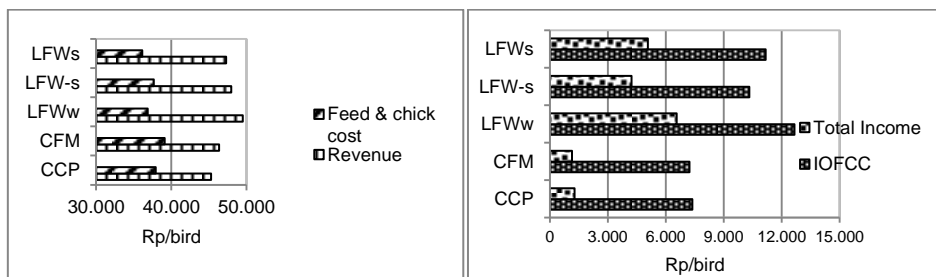 LFWs
LFW-s
LFWw
CFM
CCP
30.000 40.000 50.000
Rp/bird
Feed & chick
cost
Revenue
LFWs
LFW-s
LFWw
CFM
CCP
0 3.000 6.000 9.000 12.000 15.000
Rp/bird
Total Income
IOFCC